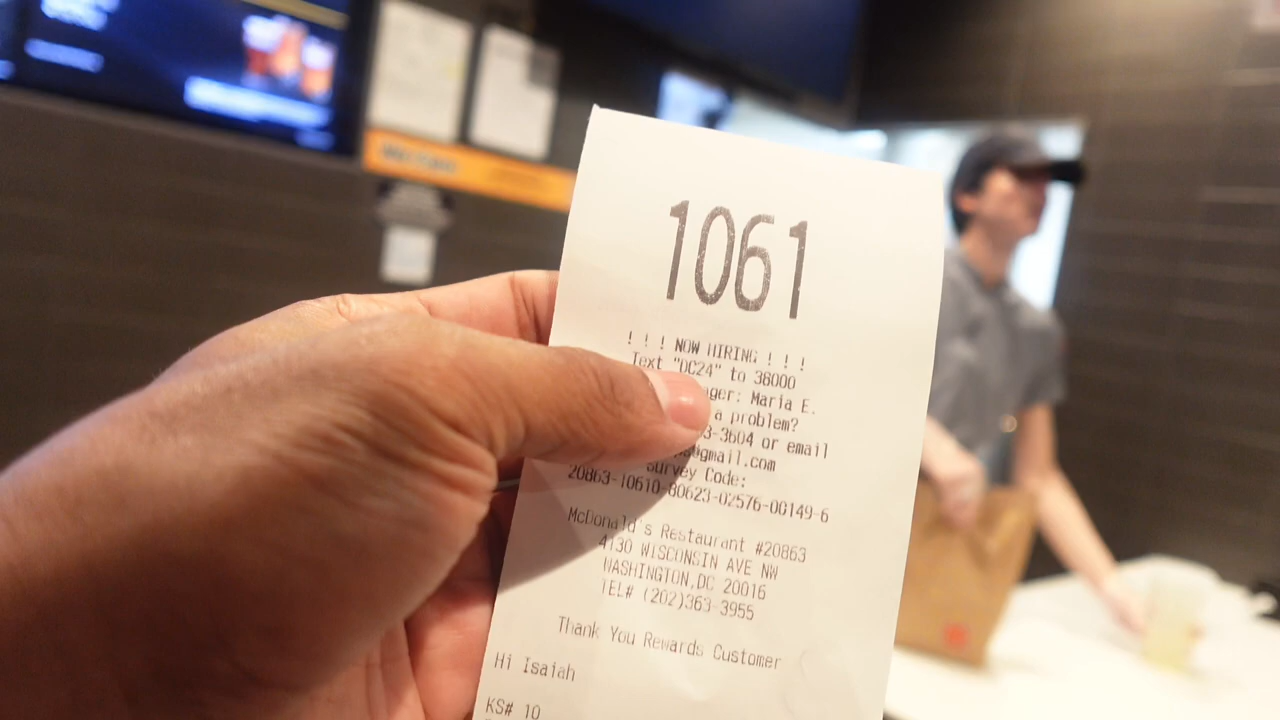 1061
! ! ! NOW HIRING ! ! !
Text "DC24" to 38000
ger: Maria E.
a problem?
3-3604 or email
s@gmail.com
Survey Code:
20863-10610-80623-02576-00149-6
McDonald's Restaurant #20863
4130 WISCONSIN AVE NW
WASHINGTON,DC 20016
TEL# (202)363-3955
Thank You Rewards Customer
Hi Isaiah
KS# 10